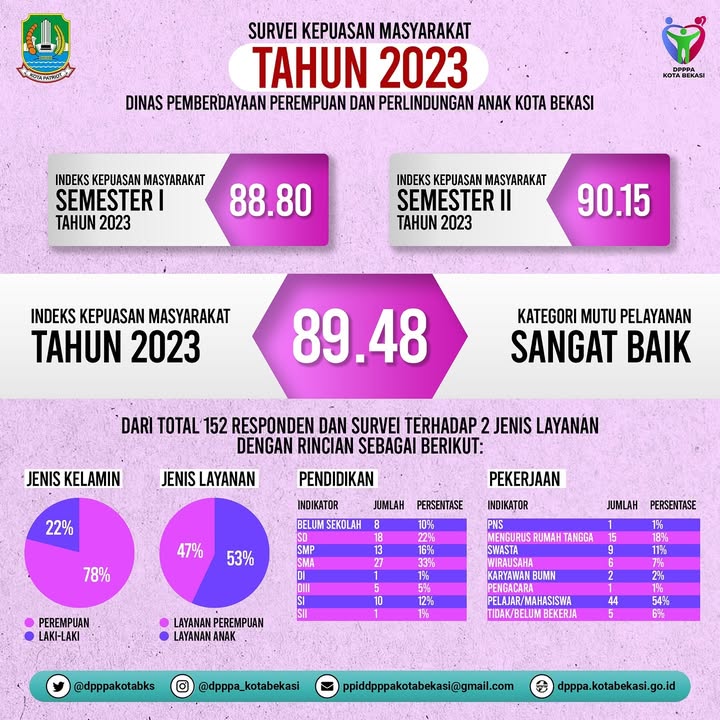 KOTA PATRIOT
SURVEI KEPUASAN MASYARAKAT
TAHUN 2023
DINAS PEMBERDAYAAN PEREMPUAN DAN PERLINDUNGAN ANAK KOTA BEKASI
DPPPA
KOTA BEKASI
INDEKS KEPUASAN MASYARAKAT
SEMESTER I
TAHUN 2023
88.80
INDEKS KEPUASAN MASYARAKAT
SEMESTER II
TAHUN 2023
90.15
INDEKS KEPUASAN MASYARAKAT
TAHUN 2023
89.48
KATEGORI MUTU PELAYANAN
SANGAT BAIK
DARI TOTAL 152 RESPONDEN DAN SURVEI TERHADAP 2 JENIS LAYANAN
DENGAN RINCIAN SEBAGAI BERIKUT:
JENIS KELAMIN
22%
78%
PEREMPUAN
LAKI-LAKI
JENIS LAYANAN
47%
53%
LAYANAN PEREMPUAN
LAYANAN ANAK
PENDIDIKAN
INDIKATOR JUMLAH PERSENTASE
BELUM SEKOLAH 8 10%
SD 18 22%
SMP 13 16%
SMA 27 33%
DI 1 1%
DIII 5 5%
SI 10 12%
SII 1 1%
PEKERJAAN
INDIKATOR JUMLAH PERSENTASE
PNS 1 1%
MENGURUS RUMAH TANGGA 15 18%
SWASTA 9 11%
WIRAUSAHA 6 7%
KARYAWAN BUMN 2 2%
PENGACARA 1 1%
PELAJAR/MAHASISWA 44 54%
TIDAK/BELUM BEKERJA 5 6%
@dpppakotabks
@dpppa_kotabekasi
ppiddpppakotabekasi@gmail.com
dpppa.kotabekasi.go.id